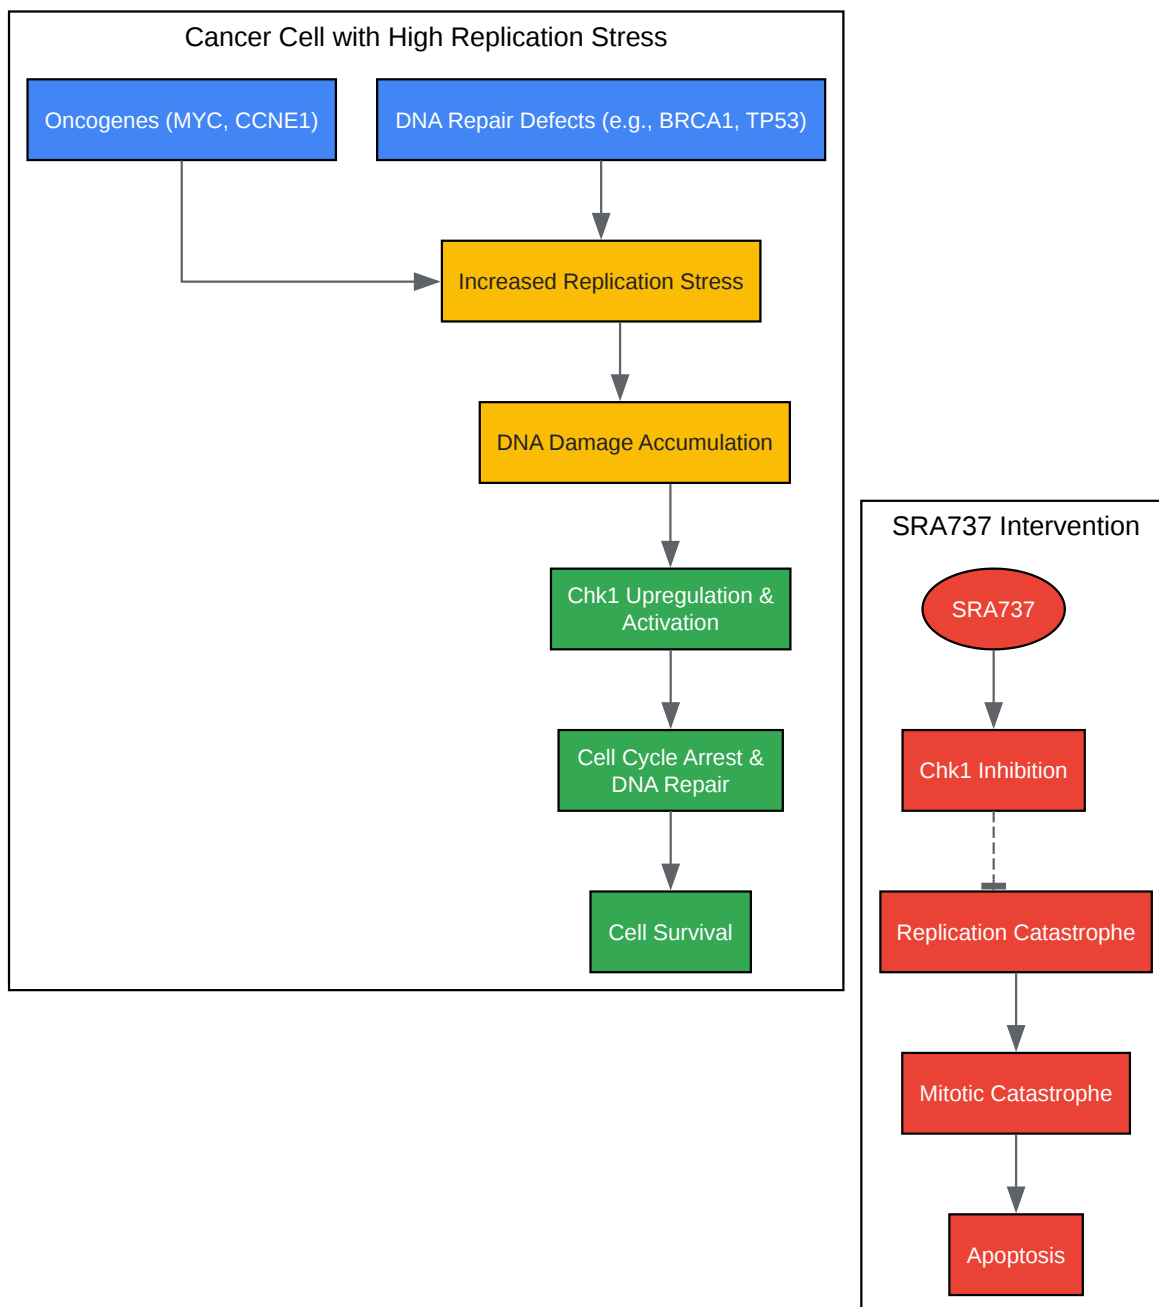 Cancer Cell with High Replication Stress
Oncogenes (MYC, CCNE1)
DNA Repair Defects (e.g., BRCA1, TP53)
Increased Replication Stress
DNA Damage Accumulation
Chk1 Upregulation &
Activation
Cell Cycle Arrest &
DNA Repair
Cell Survival
SRA737 Intervention
SRA737
Chk1 Inhibition
Replication Catastrophe
Mitotic Catastrophe
Apoptosis